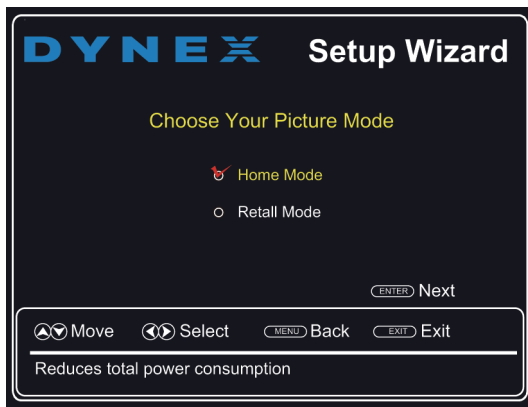 DYNEX Setup Wizard
Choose Your Picture Mode
Home Mode
Retall Mode
ENTER Next
Move Select MENU Back EXIT Exit
Reduces total power consumption